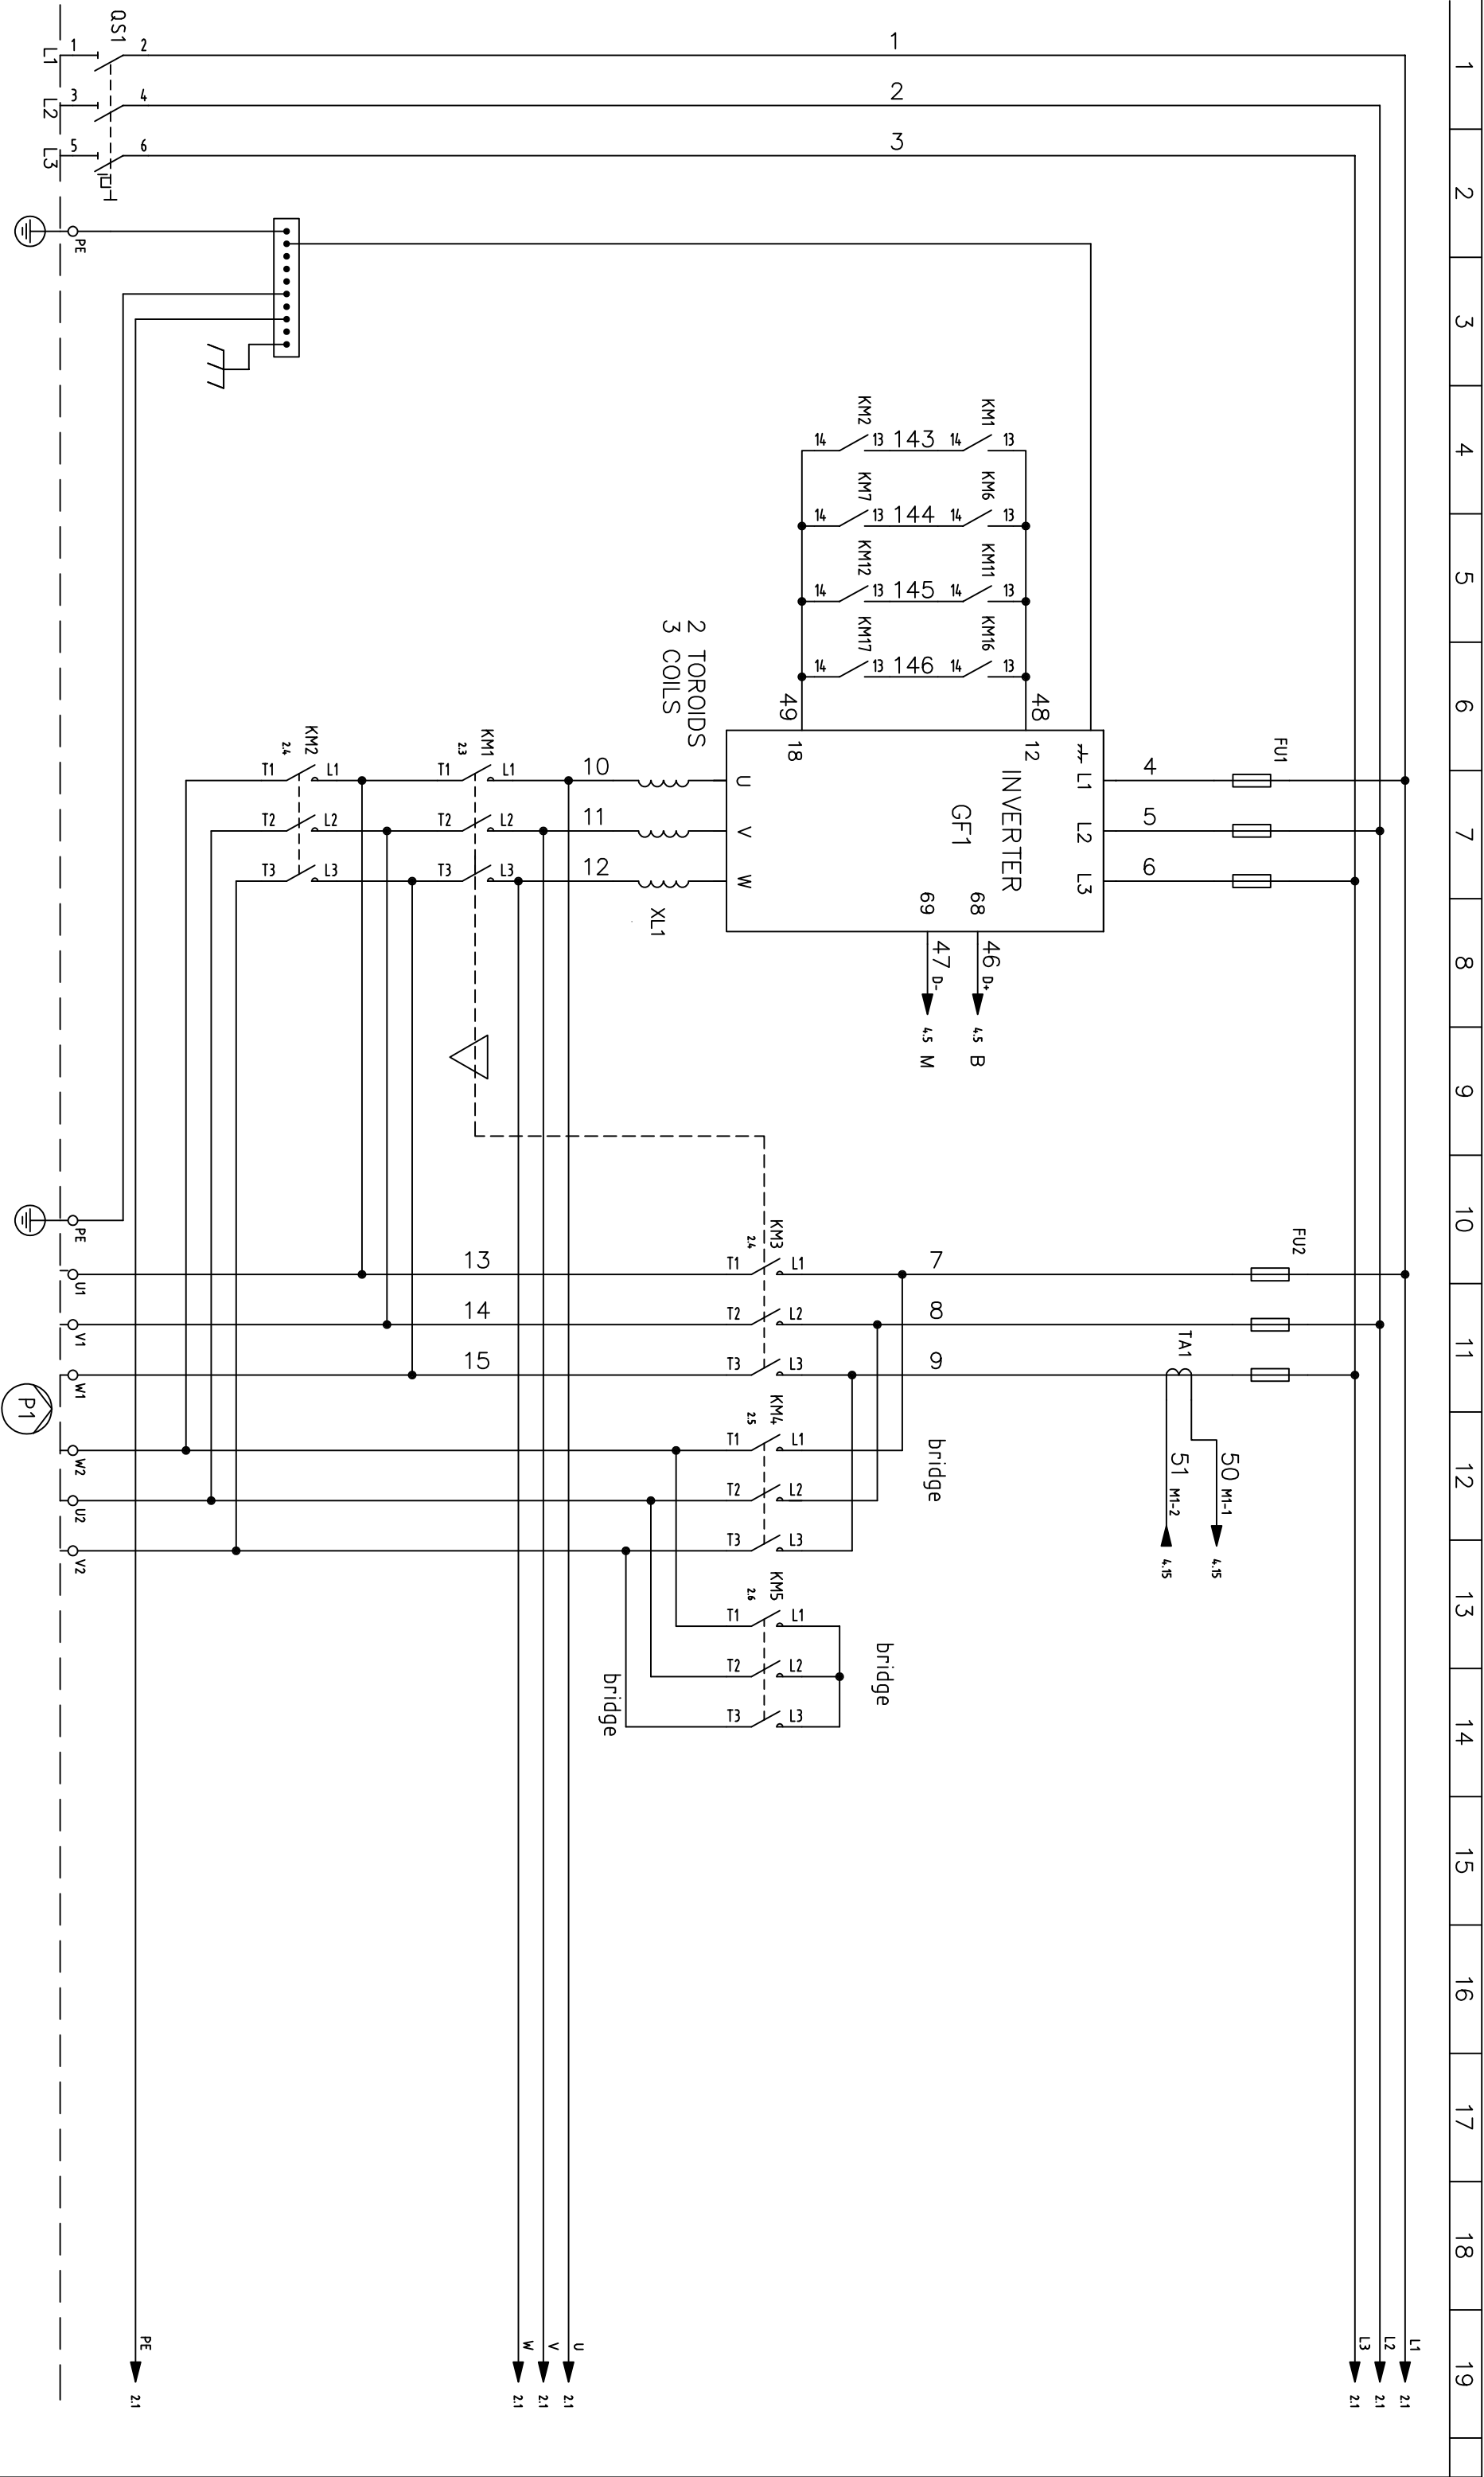 1 2 3 4 5 6 7 8 9 10 11 12 13 14 15 16 17 18 19
QS1
L1 1 2 1
L2 3 4 2
L3 5 6 3
PE
KM2 KM1
14 13 143 14 13
KM7 KM6
14 13 144 14 13
KM12 KM11
14 13 145 14 13
KM17 KM16
14 13 146 14 13
49 48
18 12
2 TOROIDS
3 COILS
INVERTER
GF1
L1 L2 L3
U V W
FU1
4
5
6
10
11
12
XL1
KM1
2.3
T1 L1
T2 L2
T3 L3
KM2
2.4
T1 L1
T2 L2
T3 L3
68
69
46 D+
47 D-
4.5 B
4.5 M
PE
FU2
KM3
2.4
T1 L1
T2 L2
T3 L3
U1 13 7
V1 14 8
W1 15 9
TA1
50 M1-1
51 M1-2
4.15
4.15
P1
KM4
2.5
T1 L1
T2 L2
T3 L3
bridge
W2
U2
V2
KM5
2.6
T1 L1
T2 L2
T3 L3
bridge
bridge
L1 2.1
L2 2.1
L3 2.1
U 2.1
V 2.1
W 2.1
PE 2.1